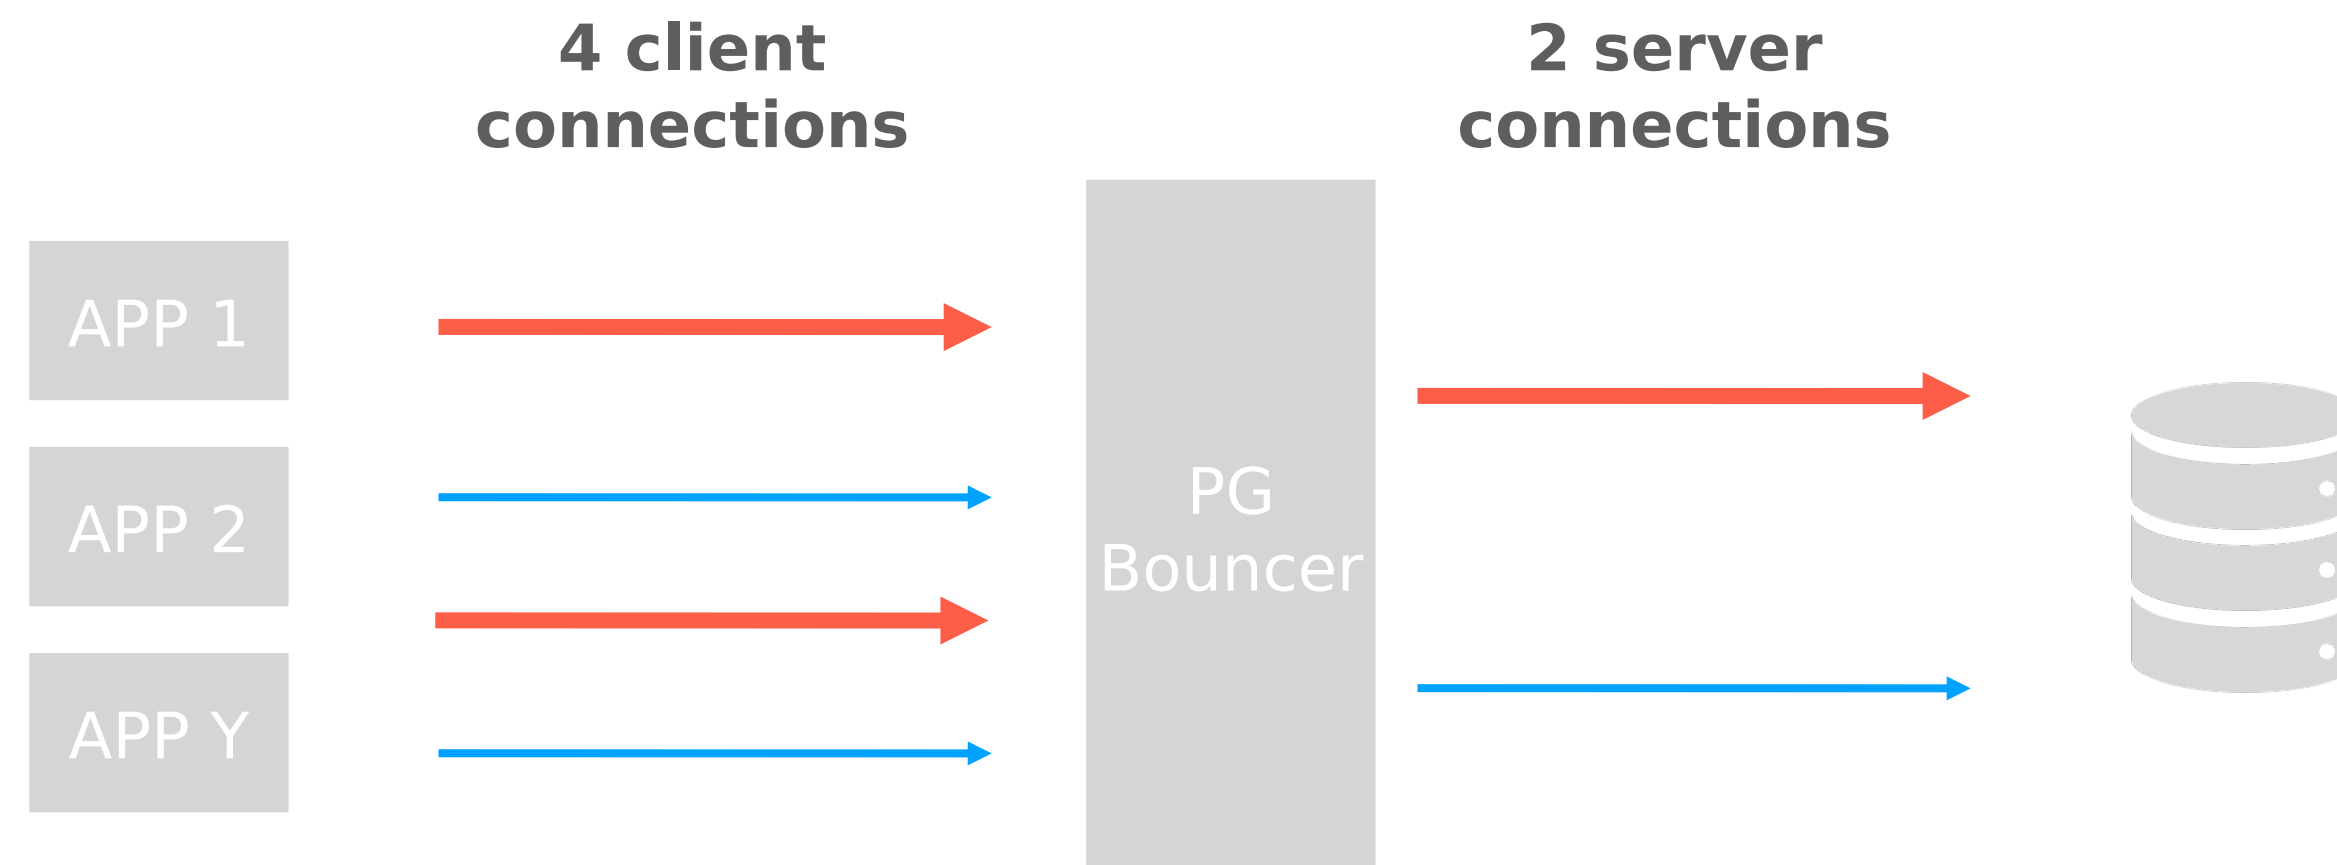 4 client
connections
2 server
connections
APP 1
APP 2
APP Y
PG
Bouncer